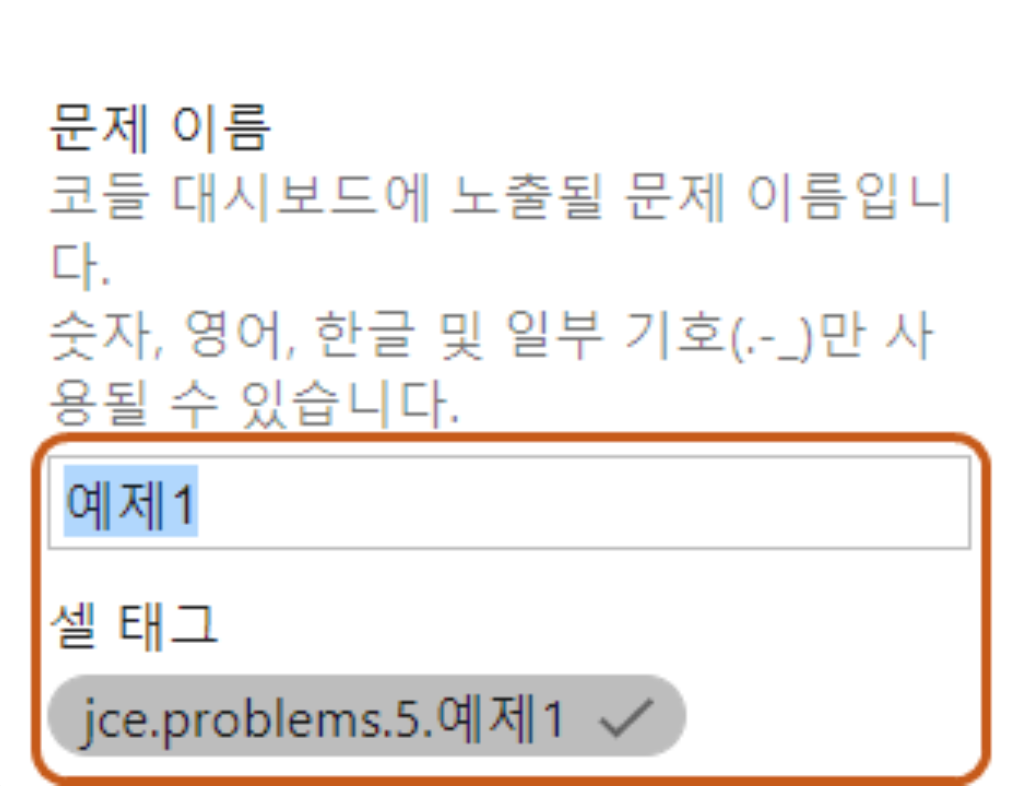 문제 이름
코들 대시보드에 노출될 문제 이름입니
다.
숫자, 영어, 한글 및 일부 기호(.-_)만 사
용될 수 있습니다.
예제1
셀 태그
jce.problems.5.예제1